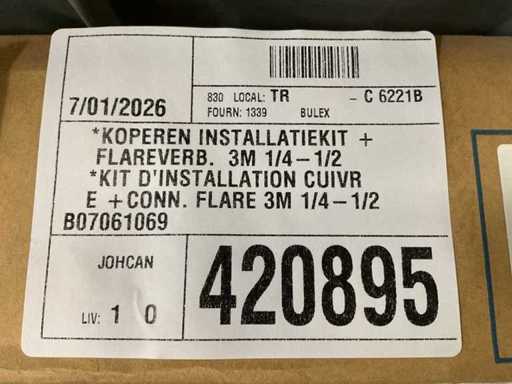 7/01/2026
830 LOCAL: TR - C 6221B
FOURN: 1339 BULEX
*KOPEREN INSTALLATIEKIT +
FLAREVERB. 3M 1/4-1/2
*KIT D'INSTALLATION CUIVR
E +CONN. FLARE 3M 1/4-1/2
B07061069
JOHCAN
420895
LIV: 1 0